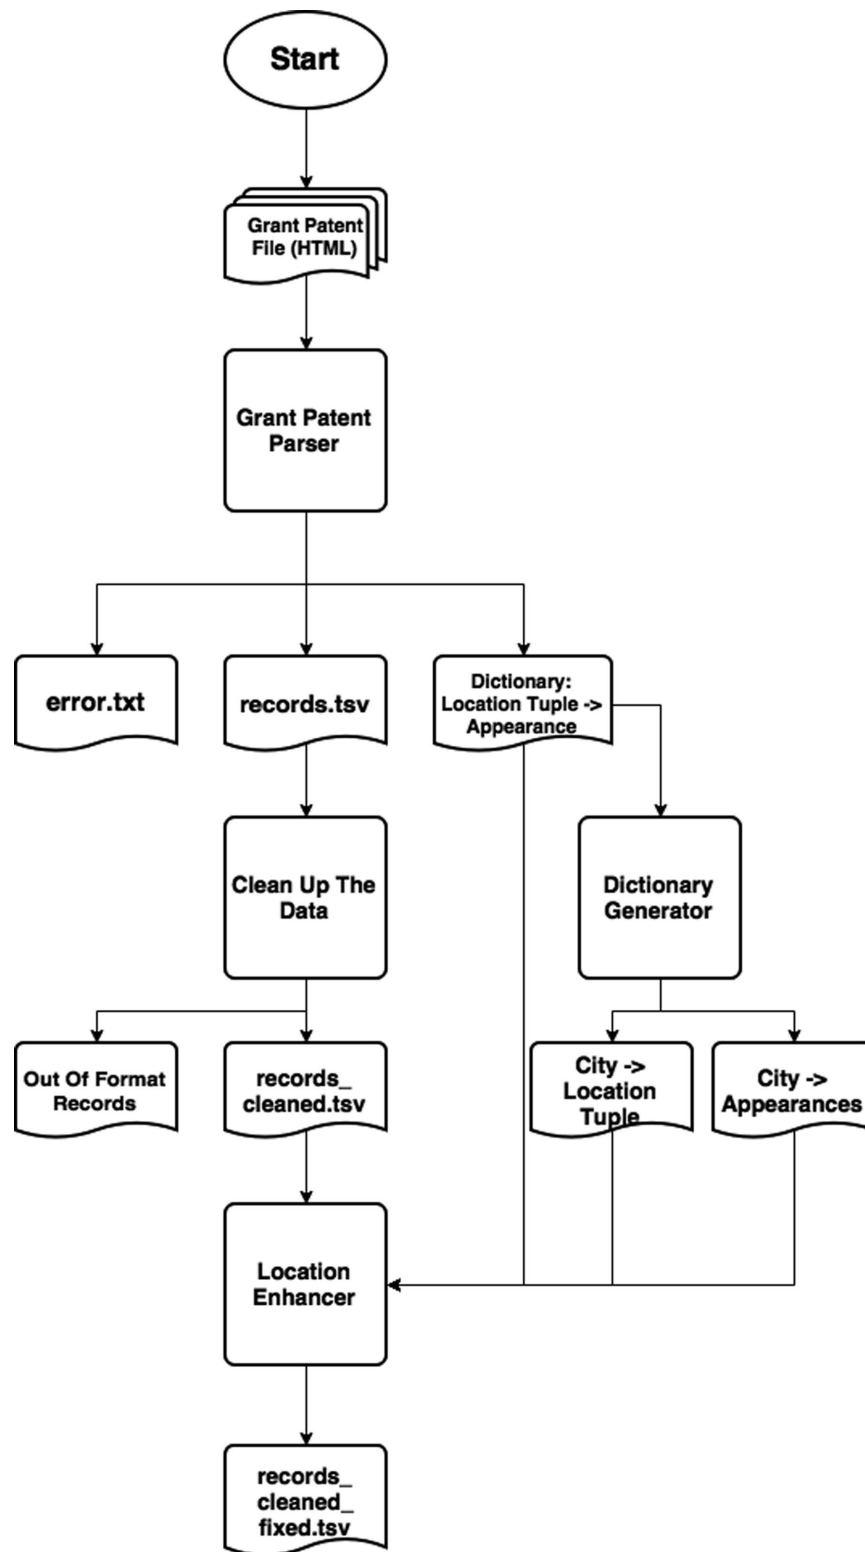 Start
Grant Patent
File (HTML)
Grant Patent
Parser
error.txt
records.tsv
Dictionary:
Location Tuple ->
Appearance
Clean Up The
Data
Dictionary
Generator
Out Of Format
Records
records_
cleaned.tsv
City ->
Location
Tuple
City ->
Appearances
Location
Enhancer
records_
cleaned_
fixed.tsv